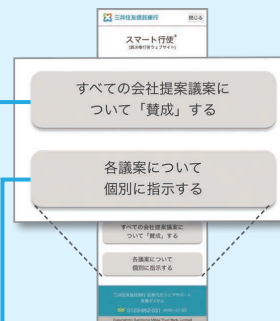 三井住友信託銀行
閉じる
スマート行使®
(議決権行使ウェブサイト)
すべての会社提案議案に
ついて「賛成」する
各議案について
個別に指示する
すべての会社提案議案に
ついて「賛成」する
各議案について
個別に指示する